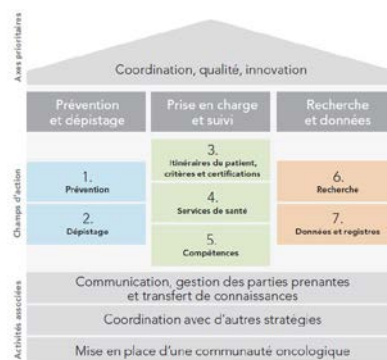 Axes prioritaires
Coordination, qualité, innovation
Prévention
et dépistage
Prise en charge
et suivi
Recherche
et données
Champs d'action
1.
Prévention
2.
Dépistage
3.
Itinéraires de patient,
critères et certifications
4.
Services de santé
5.
Compétences
6.
Recherche
7.
Données et registres
Activités associées
Communication, gestion des parties prenantes
et transfert de connaissances
Coordination avec d'autres stratégies
Mise en place d'une communauté oncologique